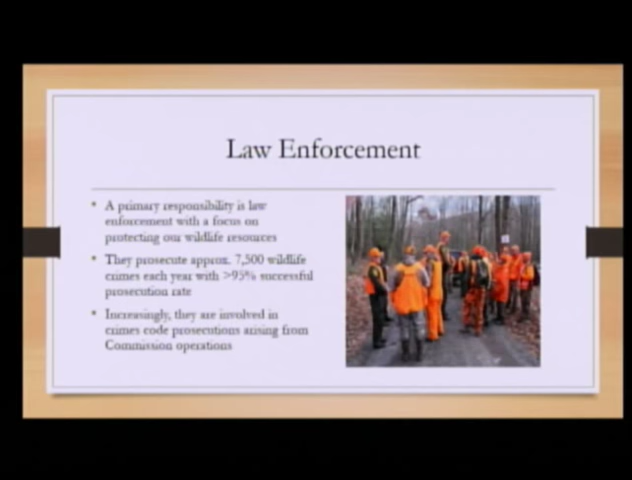 Law Enforcement
• A primary responsibility is law
enforcement with a focus on
protecting our wildlife resources
• They prosecute approx. 7,500 wildlife
crimes each year with >95% successful
prosecution rate
• Increasingly, they are involved in
crimes code prosecutions arising from
Commission operations